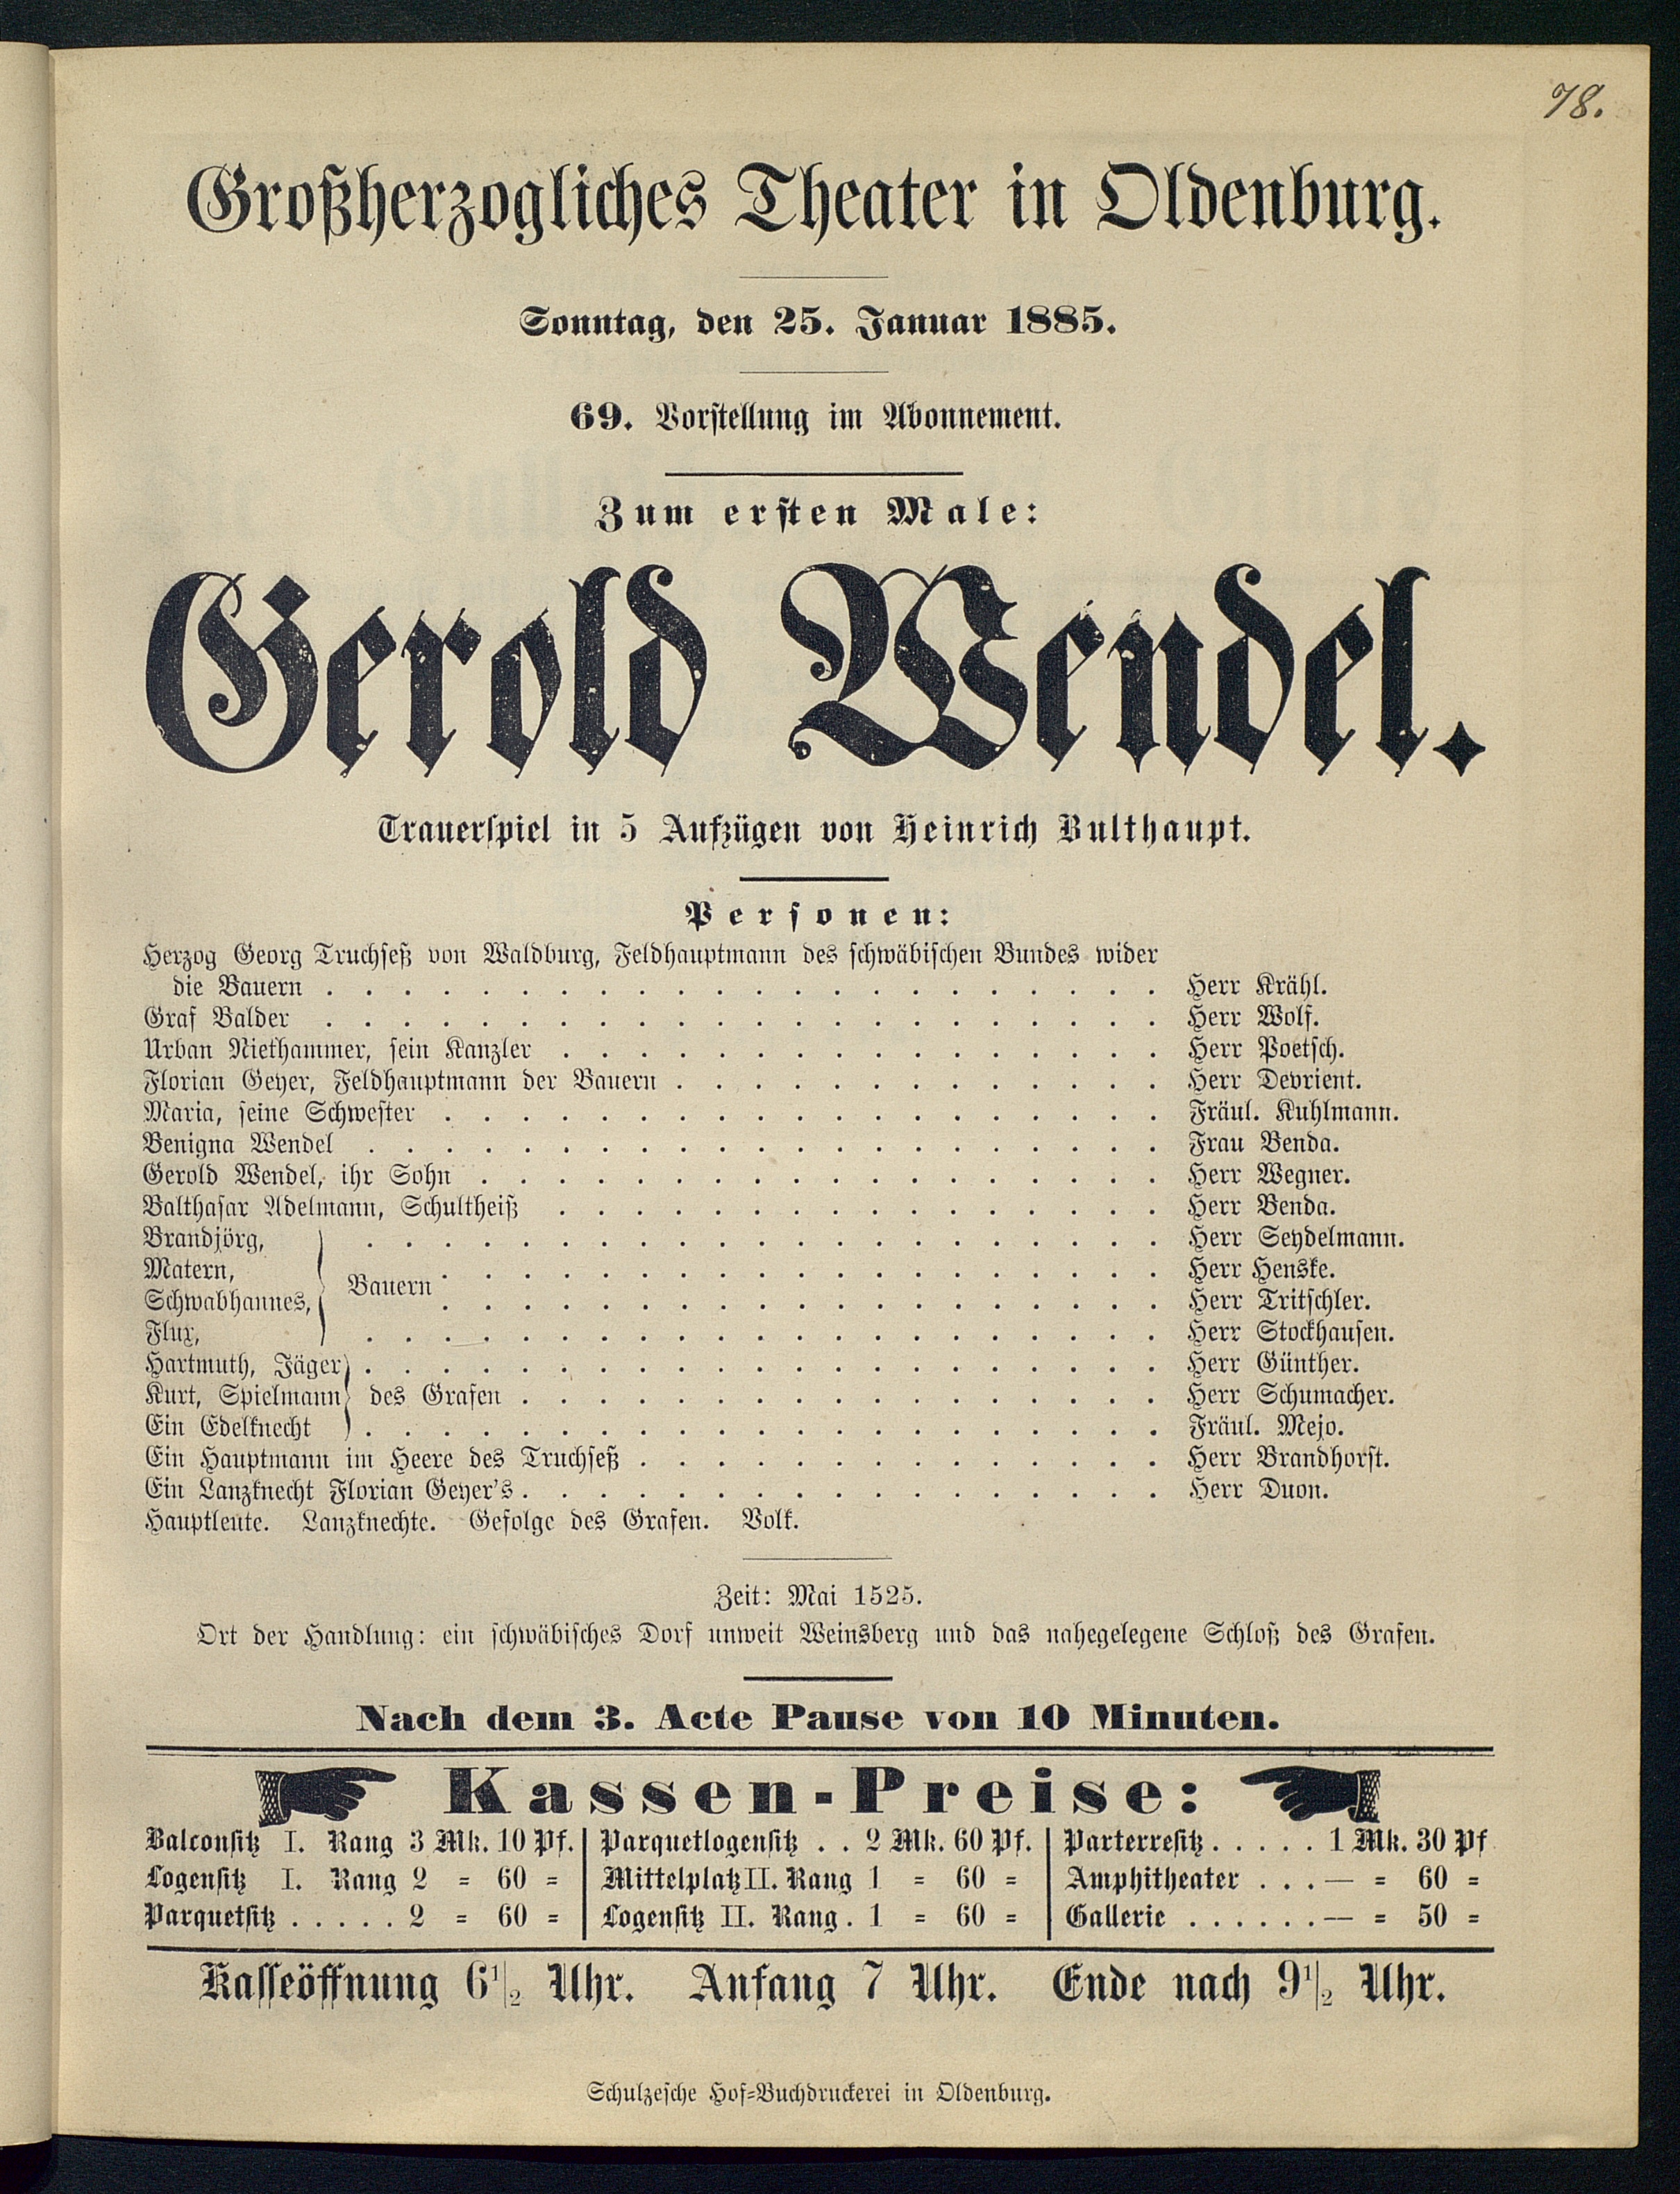 78.
Großherzogliches Theater in Oldenburg.
Sonntag, den 25. Januar 1885.
69. Vorstellung im Abonnement.
Zum ersten Male:
Gerold Wendel.
Trauerspiel in 5 Aufzügen von Heinrich Bulthaupt.
Personen:
Herzog Georg Truchseß von Waldburg, Feldhauptmann des schwäbischen Bundes wider
die Bauern . . . . . . . . . . . . . . . . . . . . . . Herr Krähl.
Graf Balder . . . . . . . . . . . . . . . . . . . . . . Herr Wolf.
Urban Niethammer, sein Kanzler . . . . . . . . . . . . . . . . Herr Poetsch.
Florian Geyer, Feldhauptmann der Bauern . . . . . . . . . . . . . Herr Devrient.
Maria, seine Schwester . . . . . . . . . . . . . . . . . . . Fräul. Kuhlmann.
Benigna Wendel . . . . . . . . . . . . . . . . . . . . . Frau Benda.
Gerold Wendel, ihr Sohn . . . . . . . . . . . . . . . . . . Herr Wegner.
Balthasar Adelmann, Schultheiß . . . . . . . . . . . . . . . . Herr Benda.
Brandjörg, . . . . . . . . . . . . . . . . . . . . . Herr Seydelmann.
Matern, . . . . . . . . . . . . . . . . . . . Herr Henske.
Bauern
Schwabhannes, . . . . . . . . . . . . . . . . . . . Herr Tritschler.
Flux, . . . . . . . . . . . . . . . . . . . . . Herr Stockhausen.
Hartmuth, Jäger . . . . . . . . . . . . . . . . . . . . . Herr Günther.
Kurt, Spielmann des Grafen . . . . . . . . . . . . . . . . . Herr Schumacher.
Ein Edelknecht . . . . . . . . . . . . . . . . . . . . . Fräul. Mejo.
Ein Hauptmann im Heere des Truchseß . . . . . . . . . . . . . . Herr Brandhorst.
Ein Lanzknecht Florian Geyer's . . . . . . . . . . . . . . . . . Herr Duon.
Hauptleute. Lanzknechte. Gefolge des Grafen. Volk.
Zeit: Mai 1525.
Ort der Handlung: ein schwäbisches Dorf unweit Weinsberg und das nahegelegene Schloß des Grafen.
Nach dem 3. Acte Pause von 10 Minuten.
Kassen-Preise:
Balconsitz I. Rang 3 Mk. 10 Pf. Parquetlogensitz . . 2 Mk. 60 Pf. Parterresitz . . . . . 1 Mk. 30 Pf
Logensitz I. Rang 2 = 60 = Mittelplatz II. Rang 1 = 60 = Amphitheater . . . — = 60 =
Parquetsitz . . . . . 2 = 60 = Logensitz II. Rang . 1 = 60 = Gallerie . . . . . . — = 50 =
Kasseöffnung 6 1/2 Uhr. Anfang 7 Uhr. Ende nach 9 1/2 Uhr.
Schulzesche Hof=Buchdruckerei in Oldenburg.